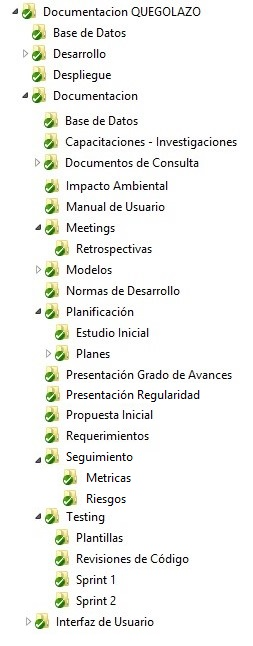 Documentacion QUEGOLAZO
Base de Datos
Desarrollo
Despliegue
Documentacion
Base de Datos
Capacitaciones - Investigaciones
Documentos de Consulta
Impacto Ambiental
Manual de Usuario
Meetings
Retrospectivas
Modelos
Normas de Desarrollo
Planificación
Estudio Inicial
Planes
Presentación Grado de Avances
Presentación Regularidad
Propuesta Inicial
Requerimientos
Seguimiento
Metricas
Riesgos
Testing
Plantillas
Revisiones de Código
Sprint 1
Sprint 2
Interfaz de Usuario